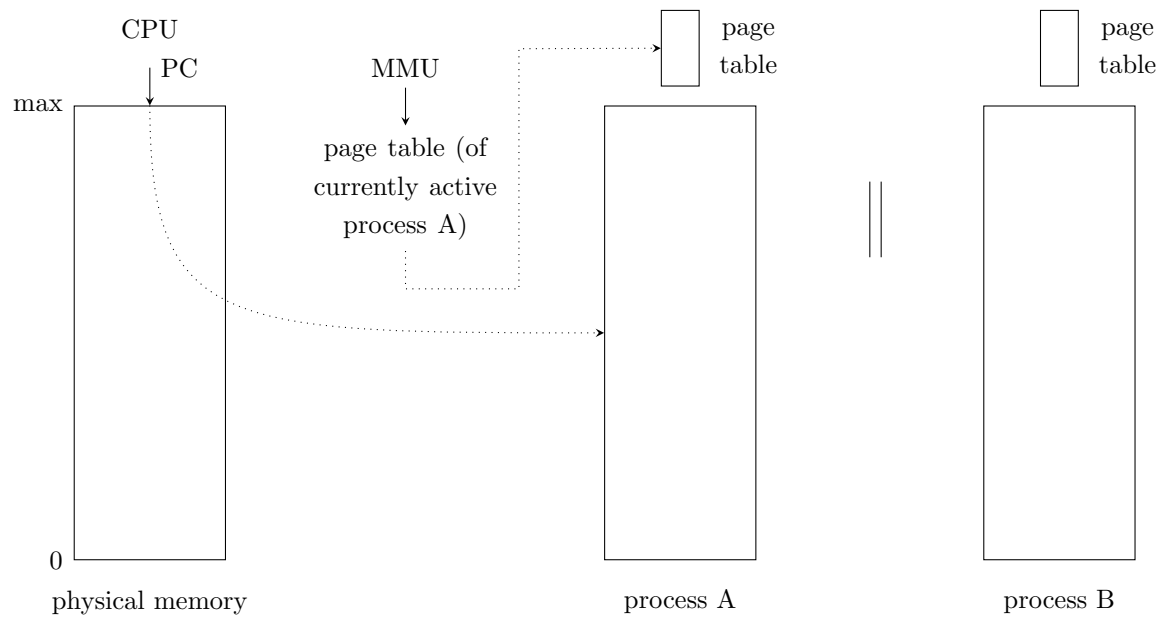 CPU
PC
max
0
physical memory
MMU
page table (of
currently active
process A)
page
table
process A
page
table
process B